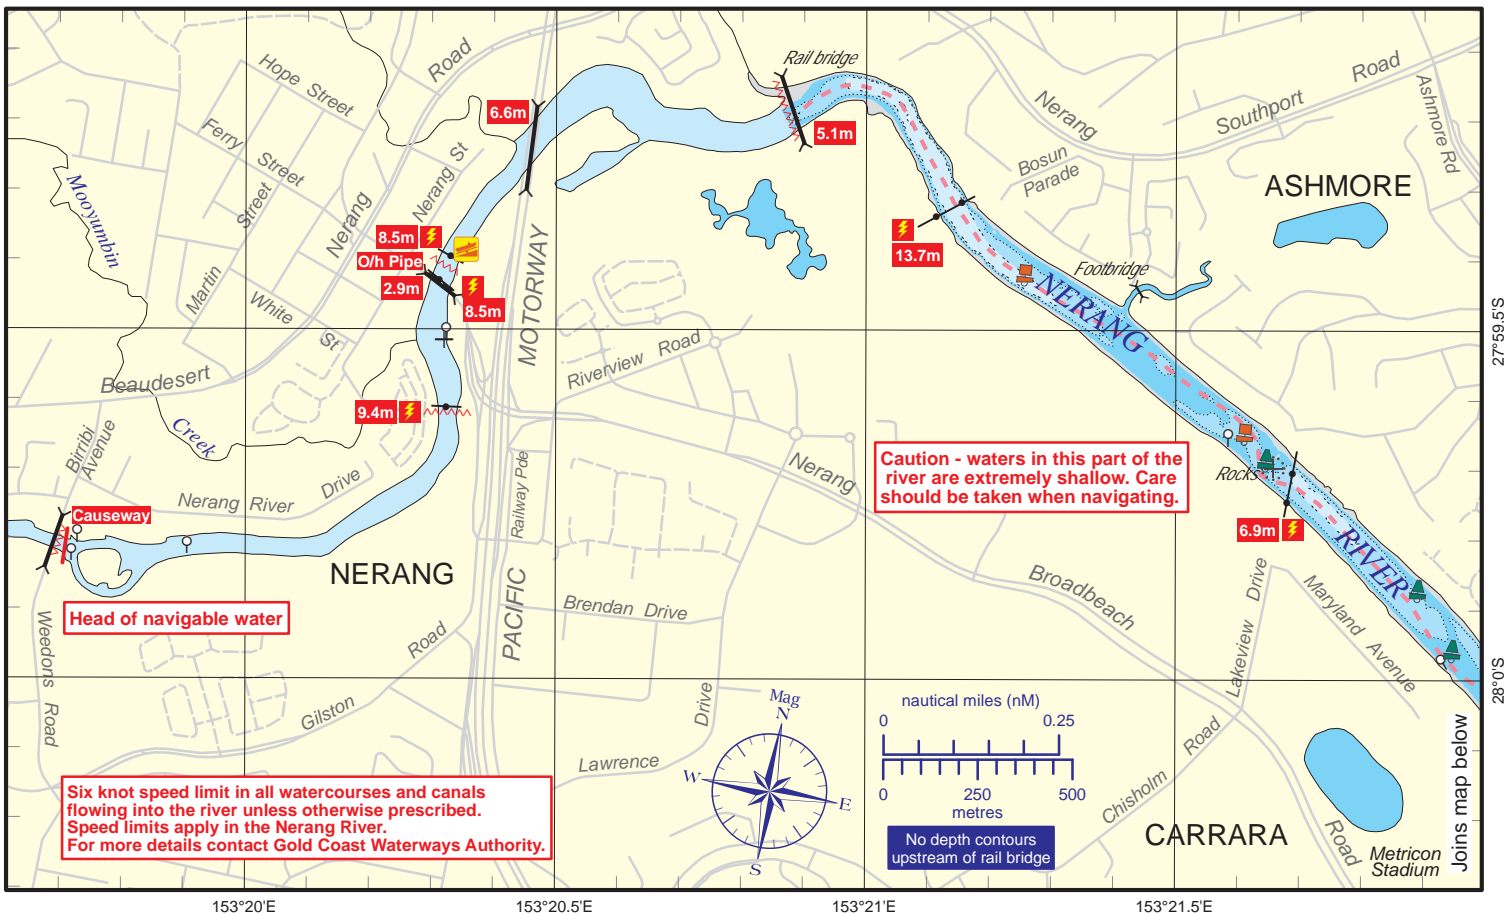 Hope Street
Road
Rail bridge
6.6m
5.1m
Nerang
Southport
Road
Ashmore Rd
Ferry Street
Street
Nerang St
Nerang
Bosun
Parade
ASHMORE
Mooyumbin
8.5m
O/h Pipe
2.9m
8.5m
MOTORWAY
13.7m
Footbridge
Martin
White
St
NERANG
27°59.5'S
Riverview Road
Beaudesert
9.4m
Creek
Birribi
Avenue
Nerang River
Drive
Railway Pde
Nerang
Caution - waters in this part of the
river are extremely shallow. Care
should be taken when navigating.
Rocks
6.9m
Causeway
RIVER
NERANG
PACIFIC
Head of navigable water
Weedons Road
Brendan Drive
Broadbeach
Lakeview Drive
Maryland Avenue
Gilston
Road
28°0'S
Drive
Lawrence
Mag
N
W
E
S
nautical miles (nM)
0 0.25
0 250 500
metres
No depth contours
upstream of rail bridge
Chisholm Road
CARRARA
Road
Metricon
Stadium
Joins map below
Six knot speed limit in all watercourses and canals
flowing into the river unless otherwise prescribed.
Speed limits apply in the Nerang River.
For more details contact Gold Coast Waterways Authority.
153°20'E
153°20.5'E
153°21'E
153°21.5'E